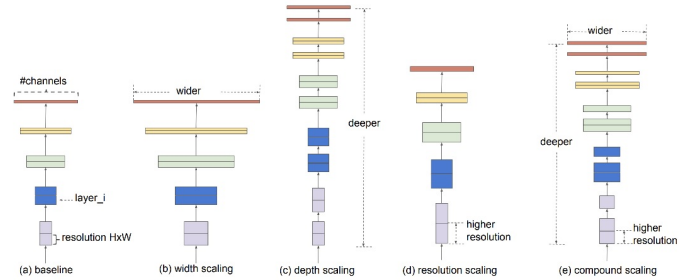 #channels
layer_i
resolution HxW
(a) baseline
wider
(b) width scaling
deeper
(c) depth scaling
higher
resolution
(d) resolution scaling
wider
deeper
higher
resolution
(e) compound scaling